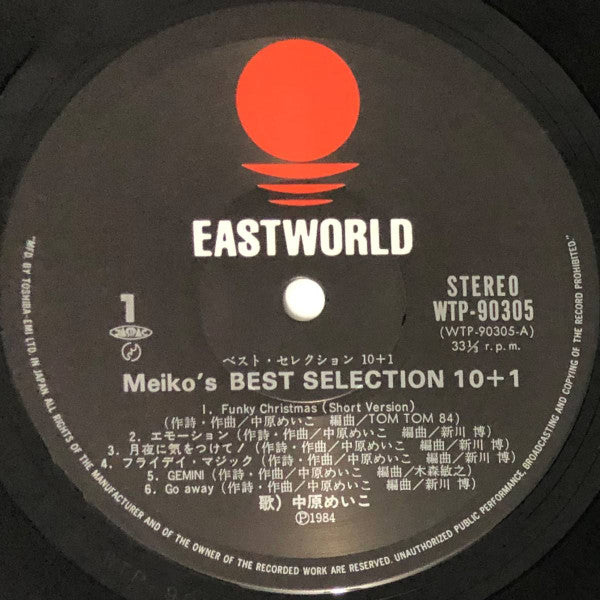 EASTWORLD
1
STEREO
WTP-90305
(WTP-90305-A)
33⅓ r.p.m.
ベスト・セレクション 10+1
Meiko's BEST SELECTION 10+1
1. Funky Christmas (Short Version)
(作詩・作曲/中原めいこ 編曲/TOM TOM 84)
2. エモーション (作詩・作曲/中原めいこ 編曲/新川 博)
3. 月夜に気をつけて! (作詩・作曲/中原めいこ 編曲/新川 博)
4. フライデイ・マジック (作詩・作曲/中原めいこ 編曲/新川 博)
5. GEMINI (作詩・作曲/中原めいこ 編曲/木森敏之)
6. Go away (作詩・作曲/中原めいこ 編曲/新川 博)
歌) 中原めいこ
Ⓟ1984
"MFD BY TOSHIBA-EMI LTD. IN JAPAN ALL RIGHTS OF THE MANUFACTURER AND OF THE OWNER OF THE RECORDED WORK ARE RESERVED. UNAUTHORIZED PUBLIC PERFORMANCE, BROADCASTING AND COPYING OF THE RECORD PROHIBITED."